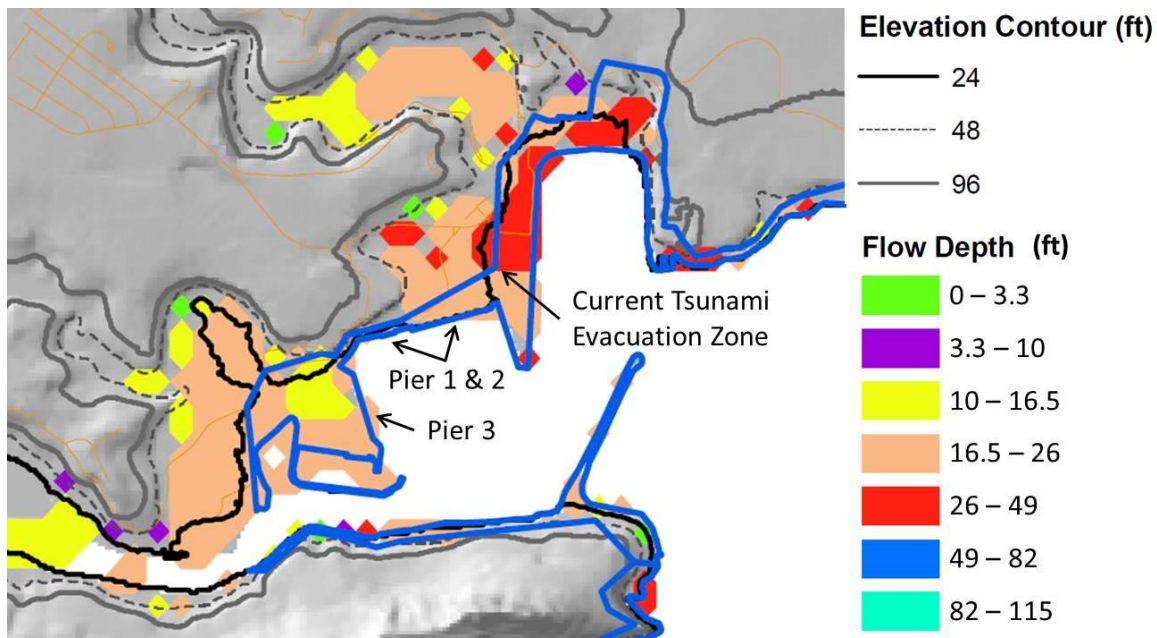 Current Tsunami
Evacuation Zone
Pier 1 & 2
Pier 3
Elevation Contour (ft)
24
48
96
Flow Depth (ft)
0 – 3.3
3.3 – 10
10 – 16.5
16.5 – 26
26 – 49
49 – 82
82 – 115